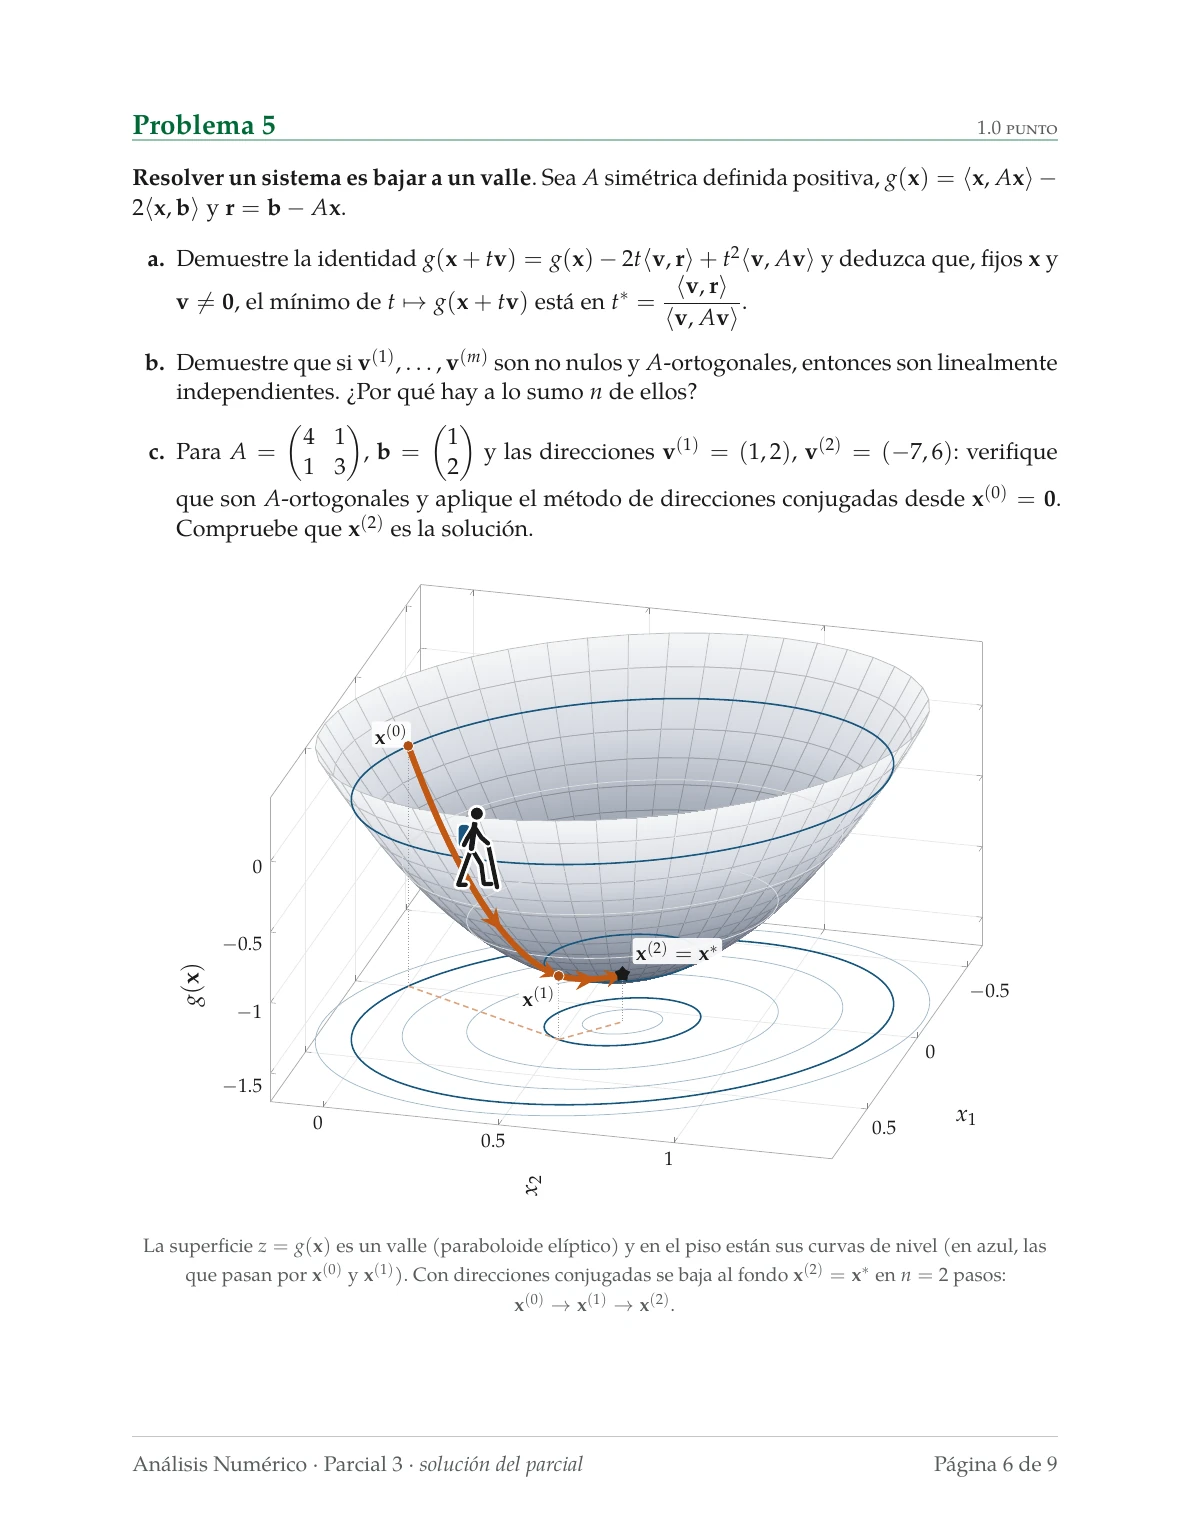 Problema 5 1.0 PUNTO
Resolver un sistema es bajar a un valle. Sea A simétrica definida positiva, g(x) = ⟨x, Ax⟩ −
2⟨x, b⟩ y r = b − Ax.
a. Demuestre la identidad g(x + tv) = g(x) − 2t⟨v, r⟩ + t²⟨v, Av⟩ y deduzca que, fijos x y
v ≠ 0, el mínimo de t ↦ g(x + tv) está en t* = ⟨v, r⟩ / ⟨v, Av⟩.
b. Demuestre que si v⁽¹⁾, . . . , v⁽ᵐ⁾ son no nulos y A-ortogonales, entonces son linealmente
independientes. ¿Por qué hay a lo sumo n de ellos?
c. Para A = (4 1; 1 3), b = (1; 2) y las direcciones v⁽¹⁾ = (1, 2), v⁽²⁾ = (−7, 6): verifique
que son A-ortogonales y aplique el método de direcciones conjugadas desde x⁽⁰⁾ = 0.
Compruebe que x⁽²⁾ es la solución.
x⁽⁰⁾
x⁽²⁾ = x*
x⁽¹⁾
0
−0.5
−1
−1.5
g(x)
0
0.5
1
x₂
−0.5
0
0.5
x₁
La superficie z = g(x) es un valle (paraboloide elíptico) y en el piso están sus curvas de nivel (en azul, las
que pasan por x⁽⁰⁾ y x⁽¹⁾). Con direcciones conjugadas se baja al fondo x⁽²⁾ = x* en n = 2 pasos:
x⁽⁰⁾ → x⁽¹⁾ → x⁽²⁾.
Análisis Numérico · Parcial 3 · solución del parcial Página 6 de 9